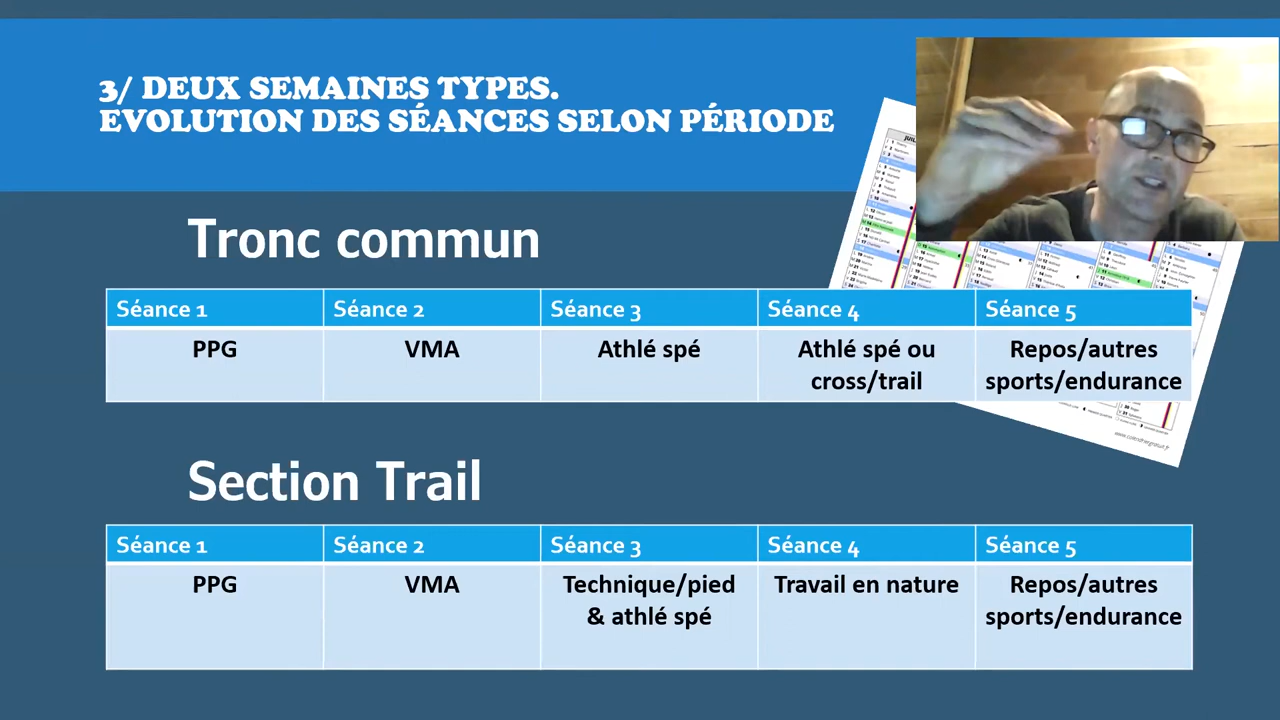 3/ DEUX SEMAINES TYPES.
EVOLUTION DES SÉANCES SELON PÉRIODE
Tronc commun
Séance 1 Séance 2 Séance 3 Séance 4 Séance 5
PPG VMA Athlé spé Athlé spé ou cross/trail Repos/autres sports/endurance
Section Trail
Séance 1 Séance 2 Séance 3 Séance 4 Séance 5
PPG VMA Technique/pied & athlé spé Travail en nature Repos/autres sports/endurance